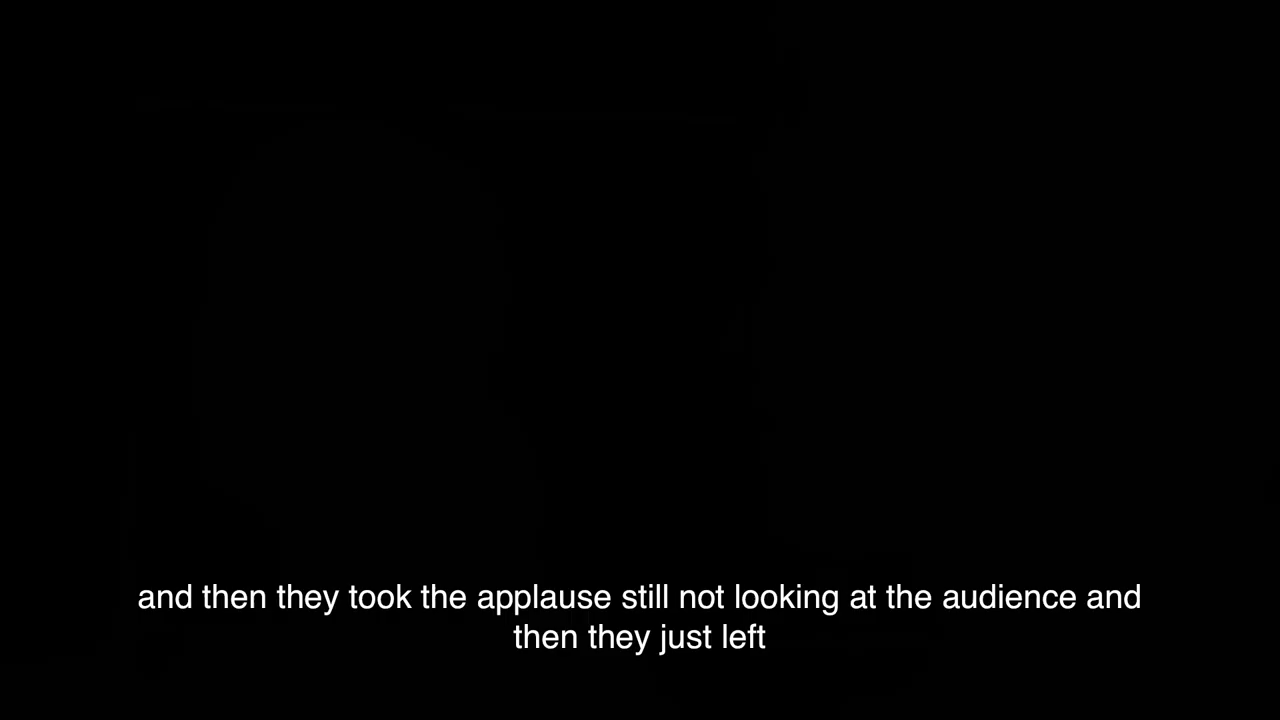 and then they took the applause still not looking at the audience and
then they just left